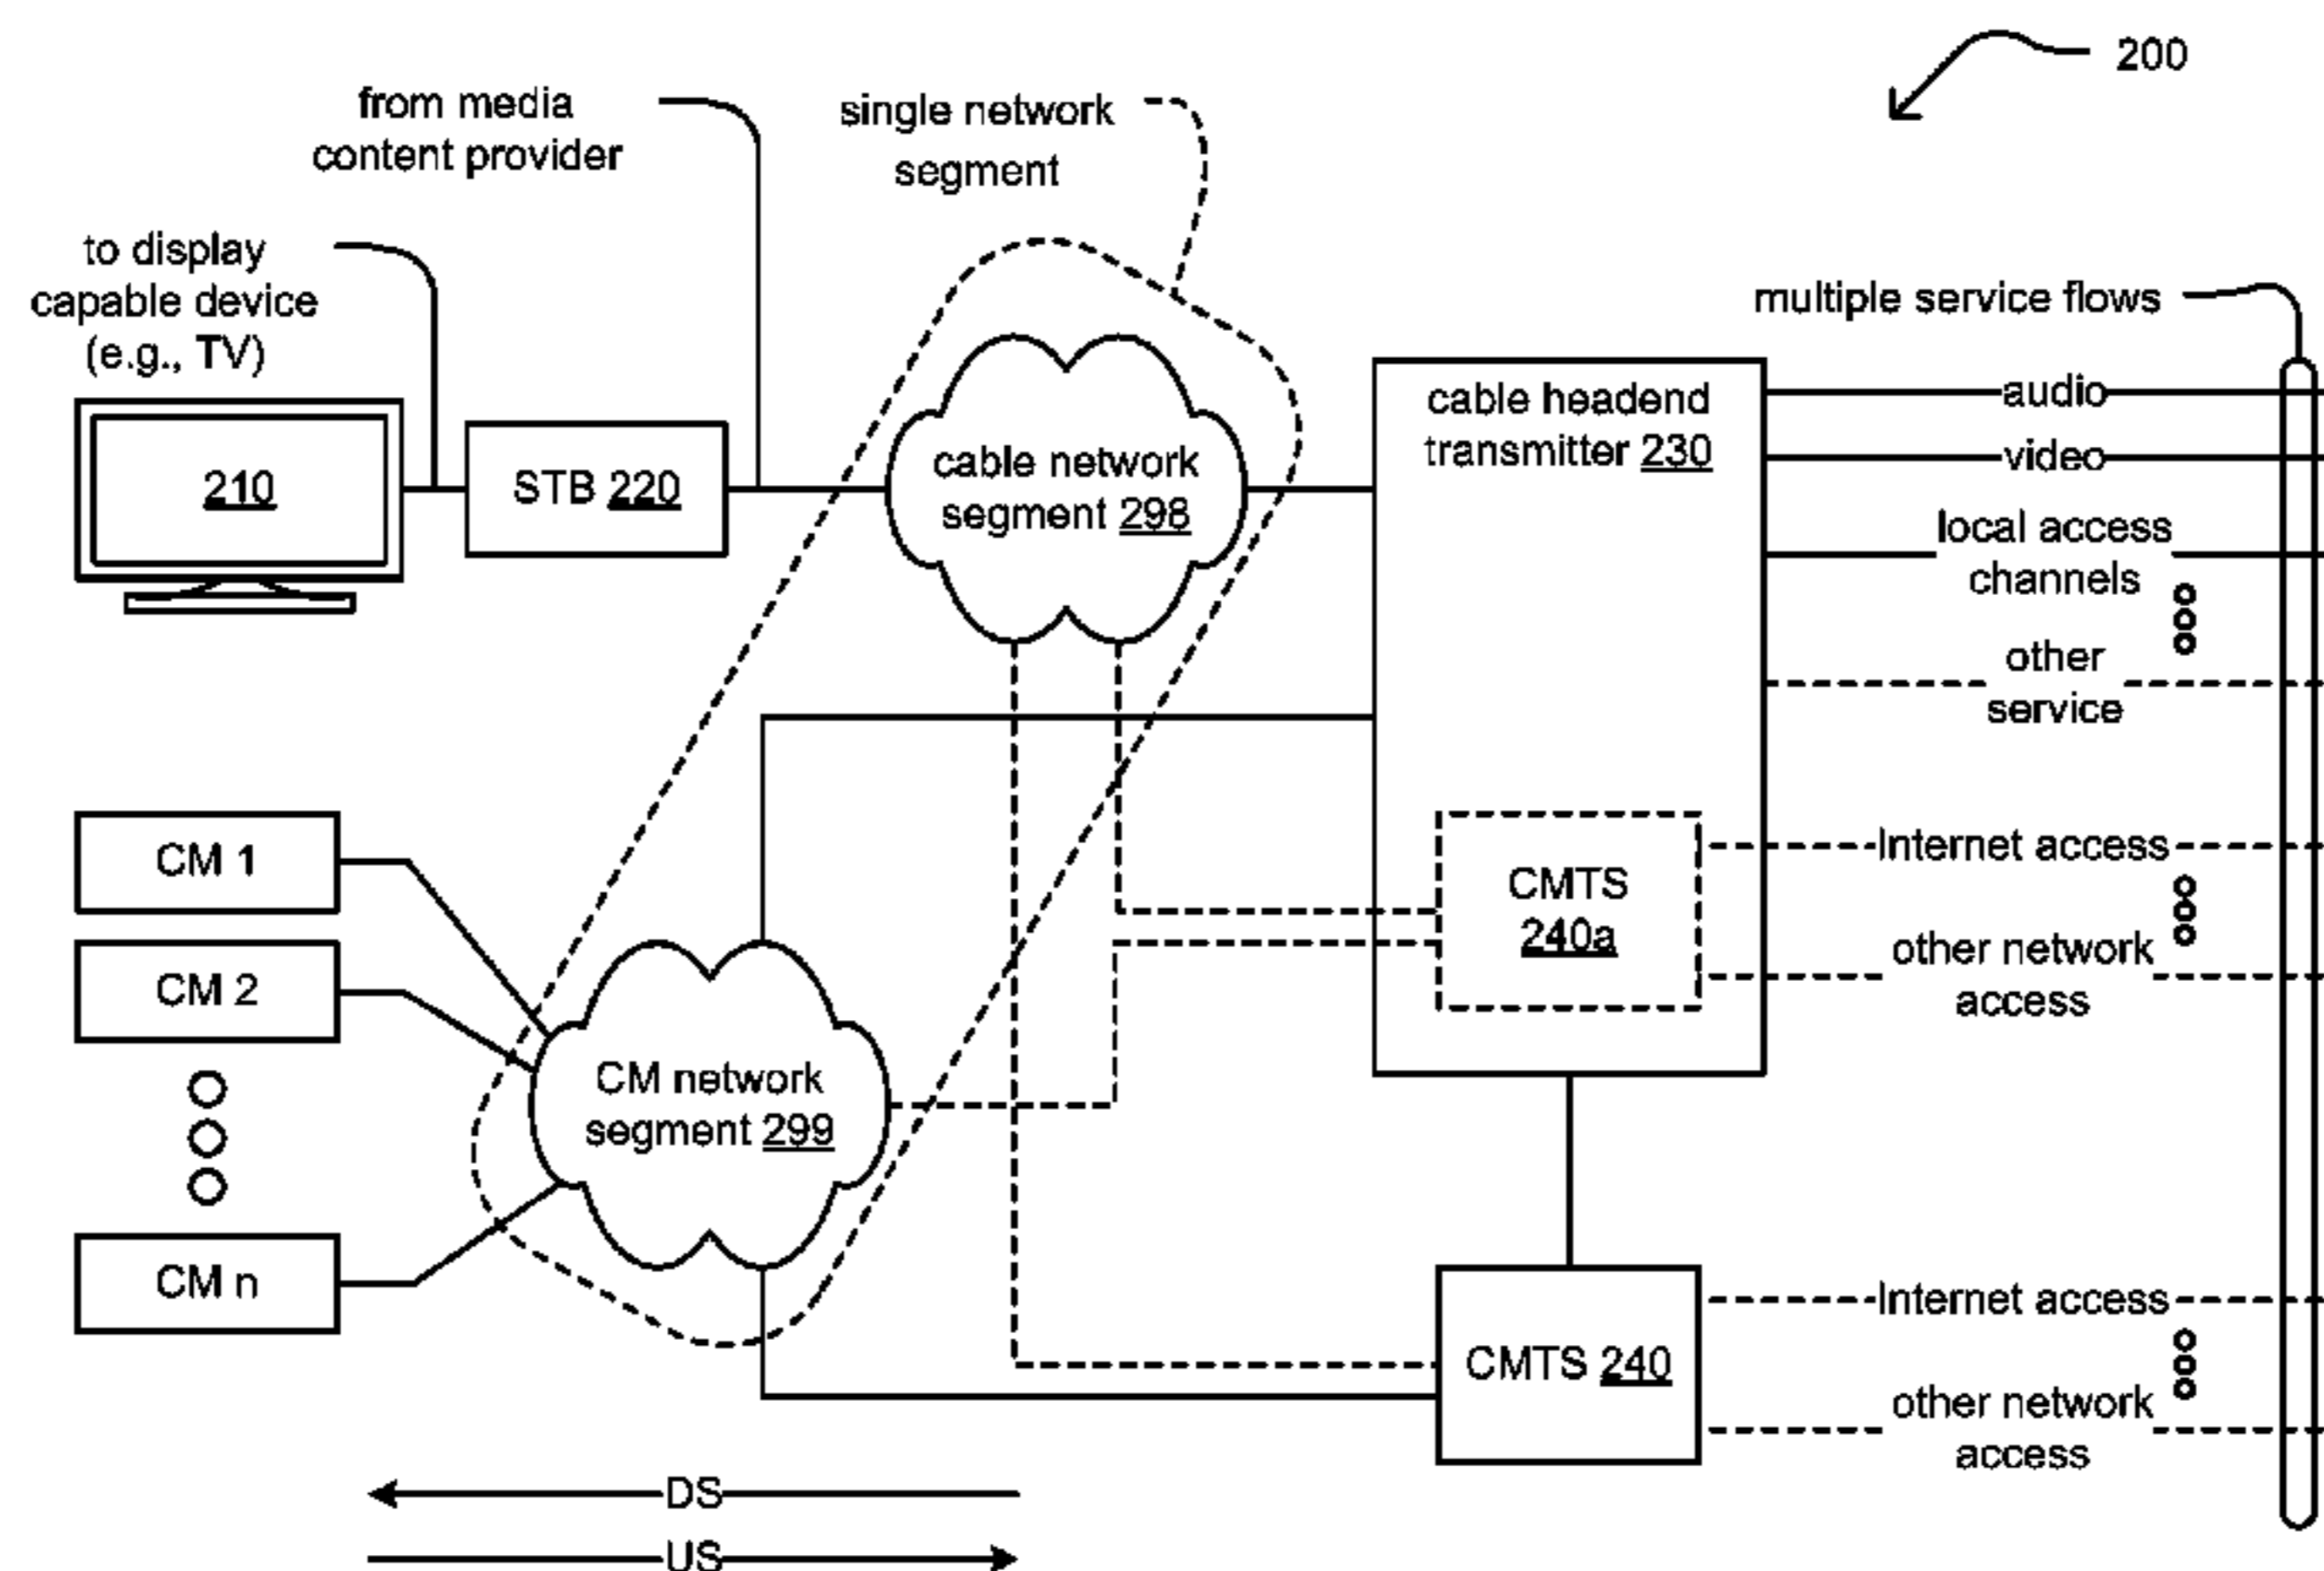 200
from media
content provider
single network
segment
to display
capable device
(e.g., TV)
multiple service flows
210
STB 220
cable network
segment 298
cable headend
transmitter 230
audio
video
local access
channels
other
service
CM 1
CM 2
CM n
CM network
segment 299
CMTS
240a
Internet access
other network
access
CMTS 240
Internet access
other network
access
DS
US